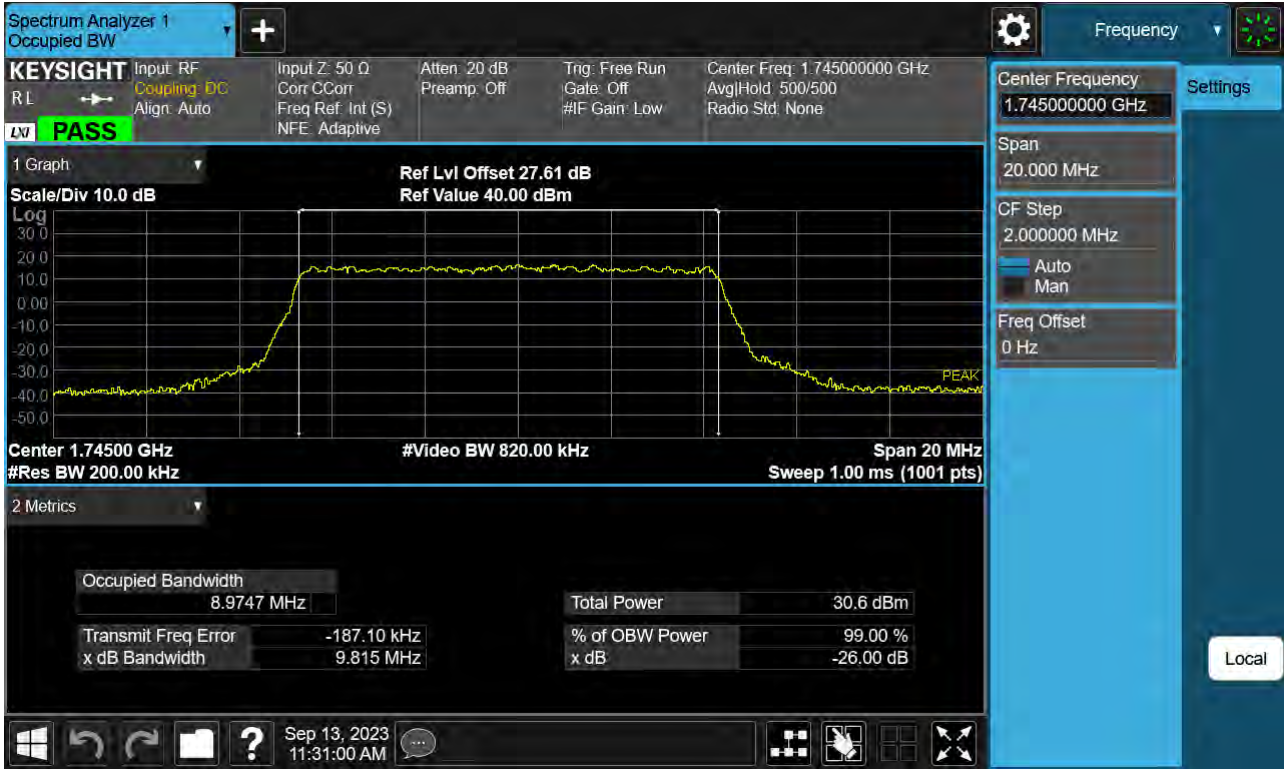 Spectrum Analyzer 1
Occupied BW
Frequency
KEYSIGHT
R L
LXI
PASS
Input: RF
Coupling: DC
Align: Auto
Input Z: 50 Ω
Corr CCorr
Freq Ref: Int (S)
NFE: Adaptive
Atten: 20 dB
Preamp: Off
Trig: Free Run
Gate: Off
#IF Gain: Low
Center Freq: 1.745000000 GHz
Avg|Hold: 500/500
Radio Std: None
Center Frequency
1.745000000 GHz
Settings
Span
20.000 MHz
CF Step
2.000000 MHz
Auto
Man
Freq Offset
0 Hz
1 Graph
Scale/Div 10.0 dB
Ref Lvl Offset 27.61 dB
Ref Value 40.00 dBm
Log
30.0
20.0
10.0
0.00
-10.0
-20.0
-30.0
-40.0
-50.0
PEAK
Center 1.74500 GHz
#Video BW 820.00 kHz
Span 20 MHz
#Res BW 200.00 kHz
Sweep 1.00 ms (1001 pts)
2 Metrics
Occupied Bandwidth
8.9747 MHz
Total Power 30.6 dBm
Transmit Freq Error -187.10 kHz
% of OBW Power 99.00 %
x dB Bandwidth 9.815 MHz
x dB -26.00 dB
Local
?
Sep 13, 2023
11:31:00 AM